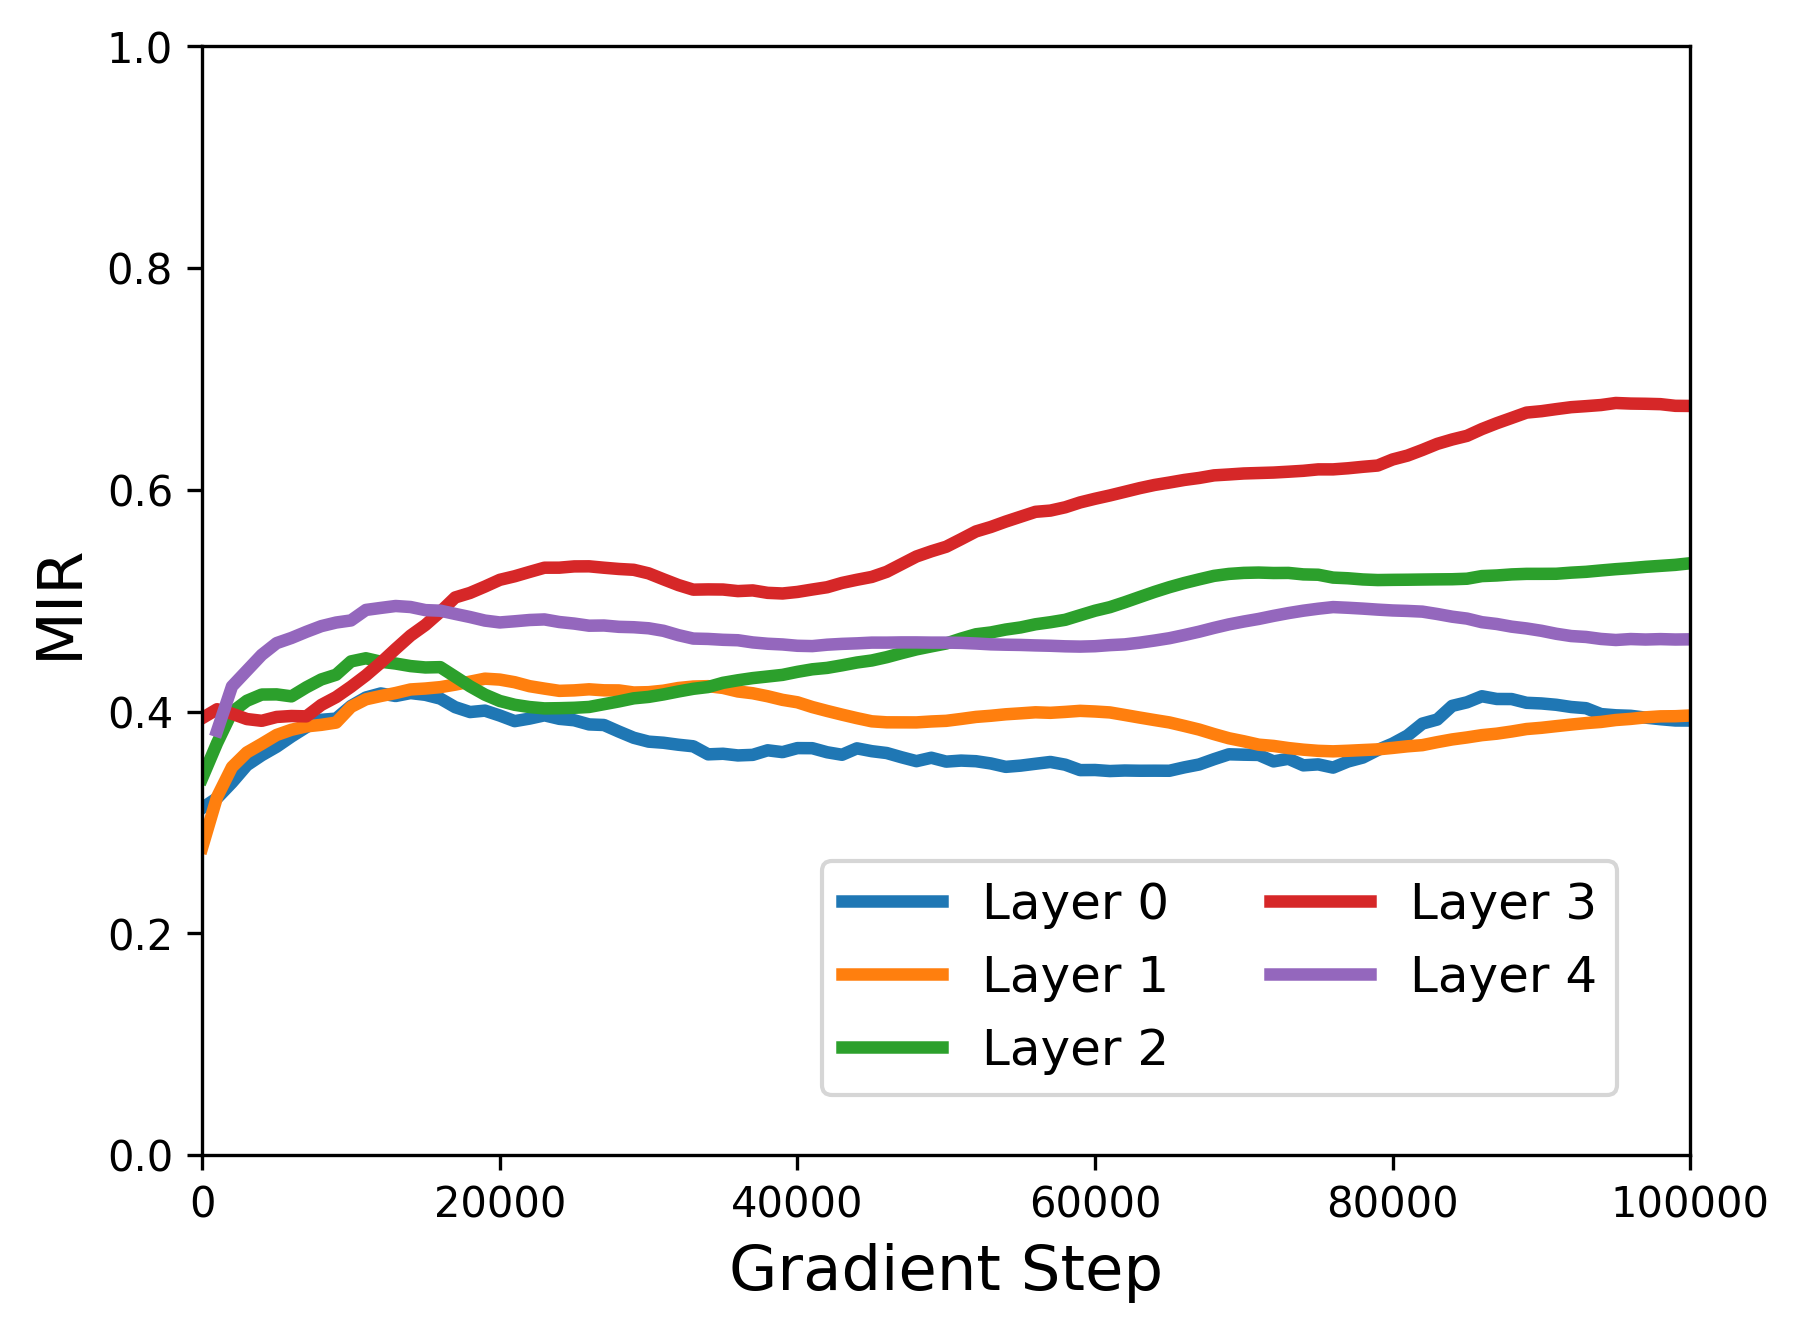 1.0
0.8
0.6
0.4
0.2
0.0
MIR
0 20000 40000 60000 80000 100000
Gradient Step
Layer 0
Layer 1
Layer 2
Layer 3
Layer 4